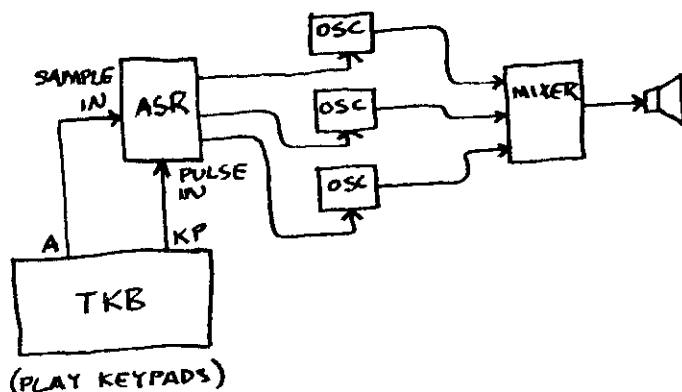 OSC
SAMPLE
IN
ASR
OSC
MIXER
OSC
PULSE
IN
A
KP
TKB
(PLAY KEYPADS)